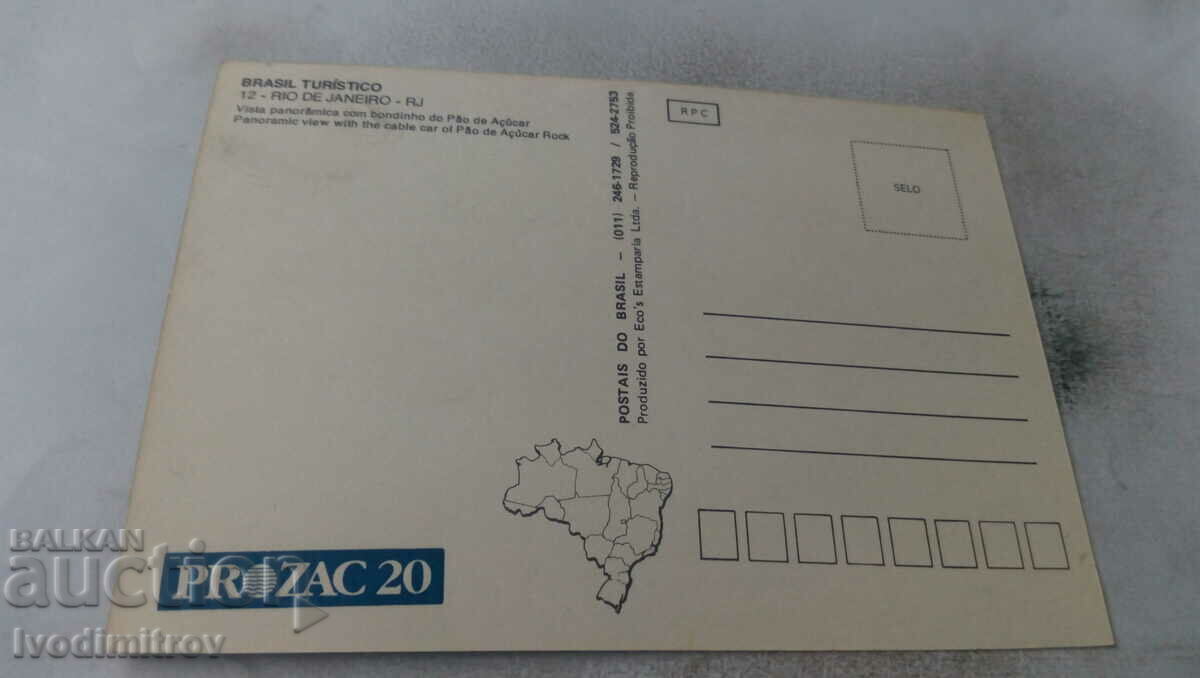 BRASIL TURÍSTICO
12 - RIO DE JANEIRO - RJ
Vista panorâmica com bondinho do Pão de Açúcar
Panoramic view with the cable car of Pão de Açúcar Rock
POSTAIS DO BRASIL - (011) 246-1729 / 524-2753
Produzido por Eco's Estamparia Ltda. - Reprodução Proibida
RPC
SELO
PROZAC 20
BALKAN
auction
Ivodimitrov